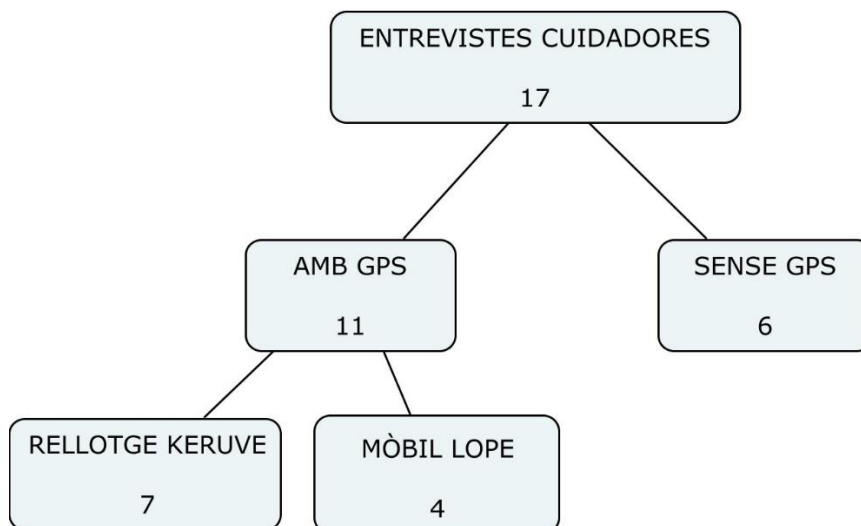 ENTREVISTES CUIDADORES
17
AMB GPS
11
SENSE GPS
6
RELLOTGE KERUVE
7
MÒBIL LOPE
4